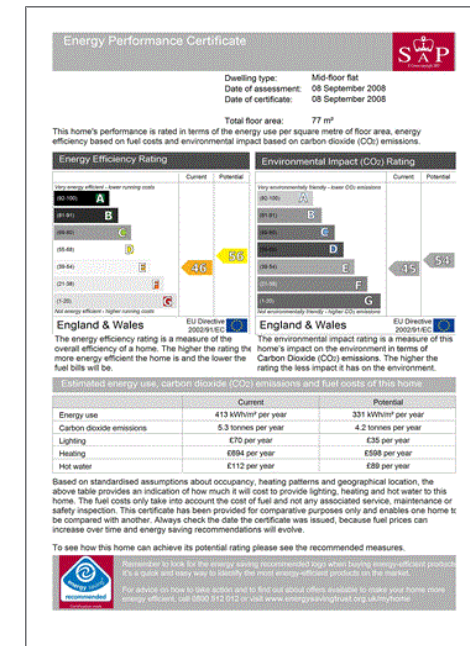 Energy Performance Certificate
SAP
Dwelling type: Mid-floor flat
Date of assessment: 08 September 2008
Date of certificate: 08 September 2008
Total floor area: 77 m²
This home's performance is rated in terms of the energy use per square metre of floor area, energy
efficiency based on fuel costs and environmental impact based on carbon dioxide (CO₂) emissions.
Energy Efficiency Rating
Current Potential
Very energy efficient - lower running costs
(92-100) A
(81-91) B
(69-80) C
(55-68) D
(39-54) E
(21-38) F
(1-20) G
46
56
Not energy efficient - higher running costs
England & Wales
EU Directive
2002/91/EC
Environmental Impact (CO₂) Rating
Current Potential
Very environmentally friendly - lower CO₂ emissions
(92-100) A
(81-91) B
(69-80) C
(55-68) D
(39-54) E
(21-38) F
(1-20) G
45
54
Not environmentally friendly - higher CO₂ emissions
England & Wales
EU Directive
2002/91/EC
The energy efficiency rating is a measure of the
overall efficiency of a home. The higher the rating the
more energy efficient the home is and the lower the
fuel bills will be.
The environmental impact rating is a measure of this
home's impact on the environment in terms of
Carbon Dioxide (CO₂) emissions. The higher the
rating the less impact it has on the environment.
Estimated energy use, carbon dioxide (CO₂) emissions and fuel costs of this home
Current Potential
Energy use 413 kWh/m² per year 331 kWh/m² per year
Carbon dioxide emissions 5.3 tonnes per year 4.2 tonnes per year
Lighting £70 per year £35 per year
Heating £694 per year £598 per year
Hot water £112 per year £89 per year
Based on standardised assumptions about occupancy, heating patterns and geographical location, the
above table provides an indication of how much it will cost to provide lighting, heating and hot water to this
home. The fuel costs only take into account the cost of fuel and not any associated service, maintenance or
safety inspection. This certificate has been provided for comparative purposes only and enables one home to
be compared with another. Always check the date the certificate was issued, because fuel prices can
increase over time and energy saving recommendations will evolve.
To see how this home can achieve its potential rating please see the recommended measures.
energy saving
recommended
Certification mark
Remember to look for the energy saving recommended logo when buying energy-efficient products.
It's a quick and easy way to identify the most energy-efficient products on the market.
For advice on how to take action and to find out about offers available to make your home more
energy efficient, call 0800 512 012 or visit www.energysavingtrust.org.uk/myhome